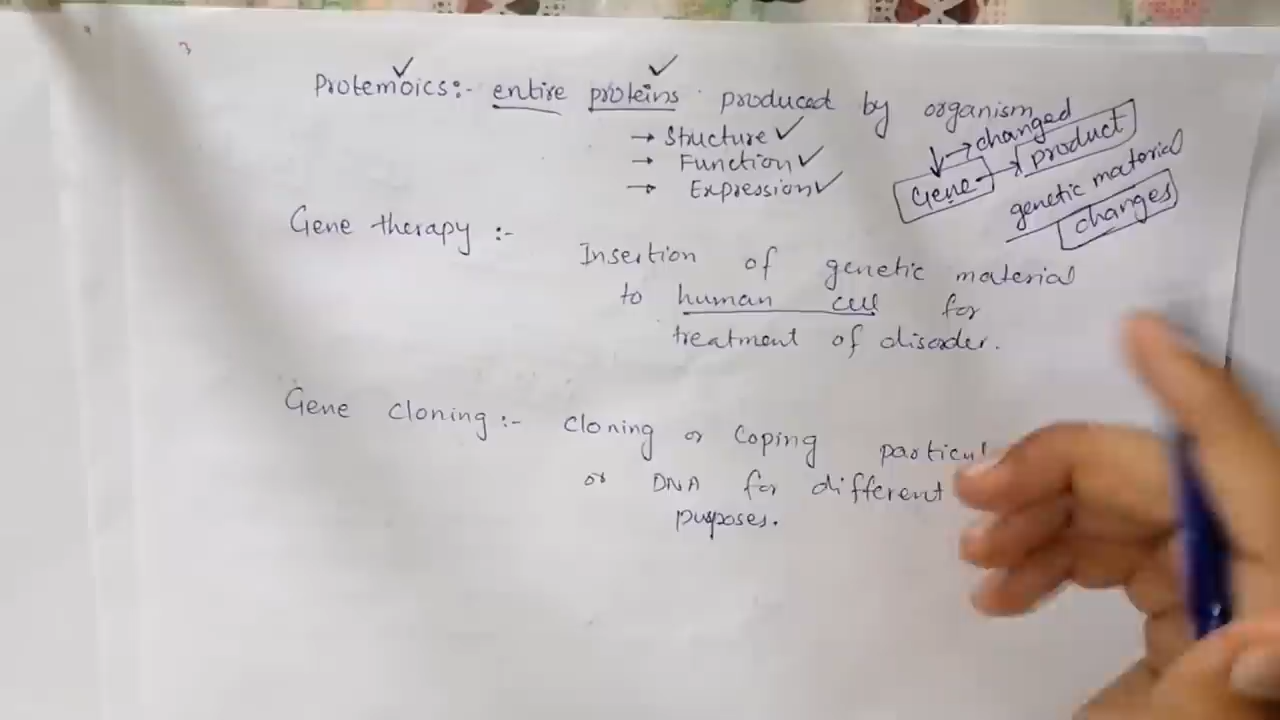 Protemoics:- entire proteins produced by organism
→ Structure ✓
→ Function ✓
→ Expression ✓
→ changed
Gene → product
genetic material
changes
Gene therapy :-
Insertion of genetic material
to human cell for
treatment of disorder.
Gene cloning :- cloning or Coping
or DNA for different
purposes.